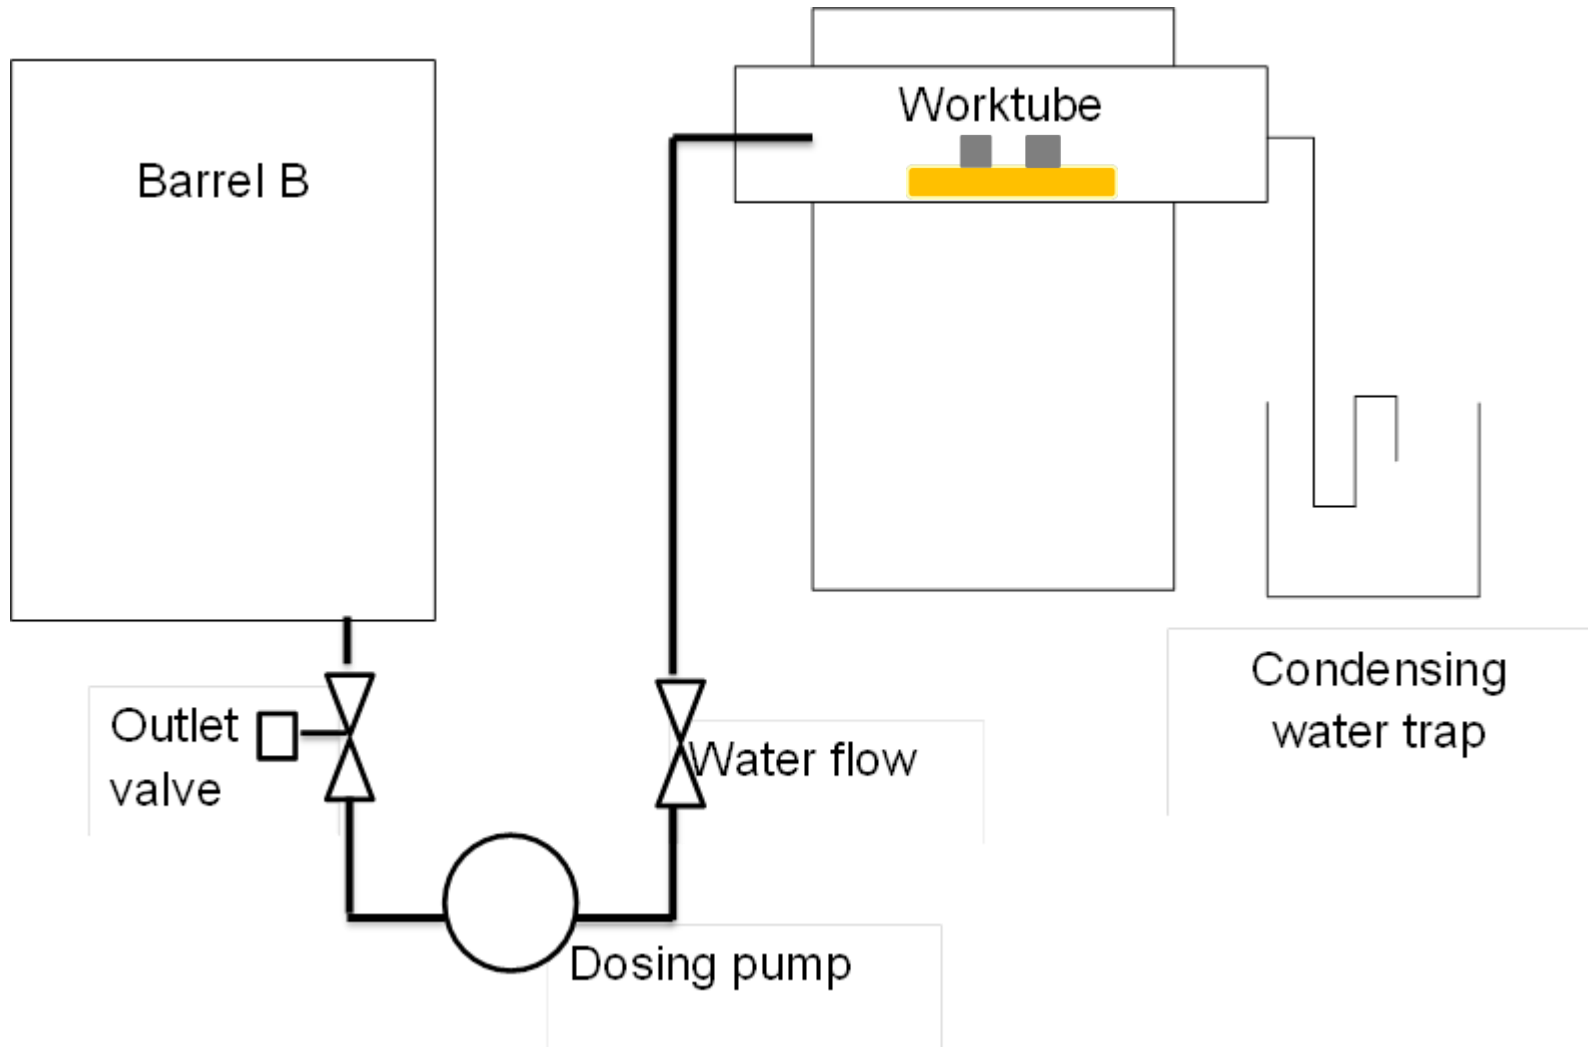 Barrel B
Worktube
Outlet
valve
Water flow
Dosing pump
Condensing
water trap